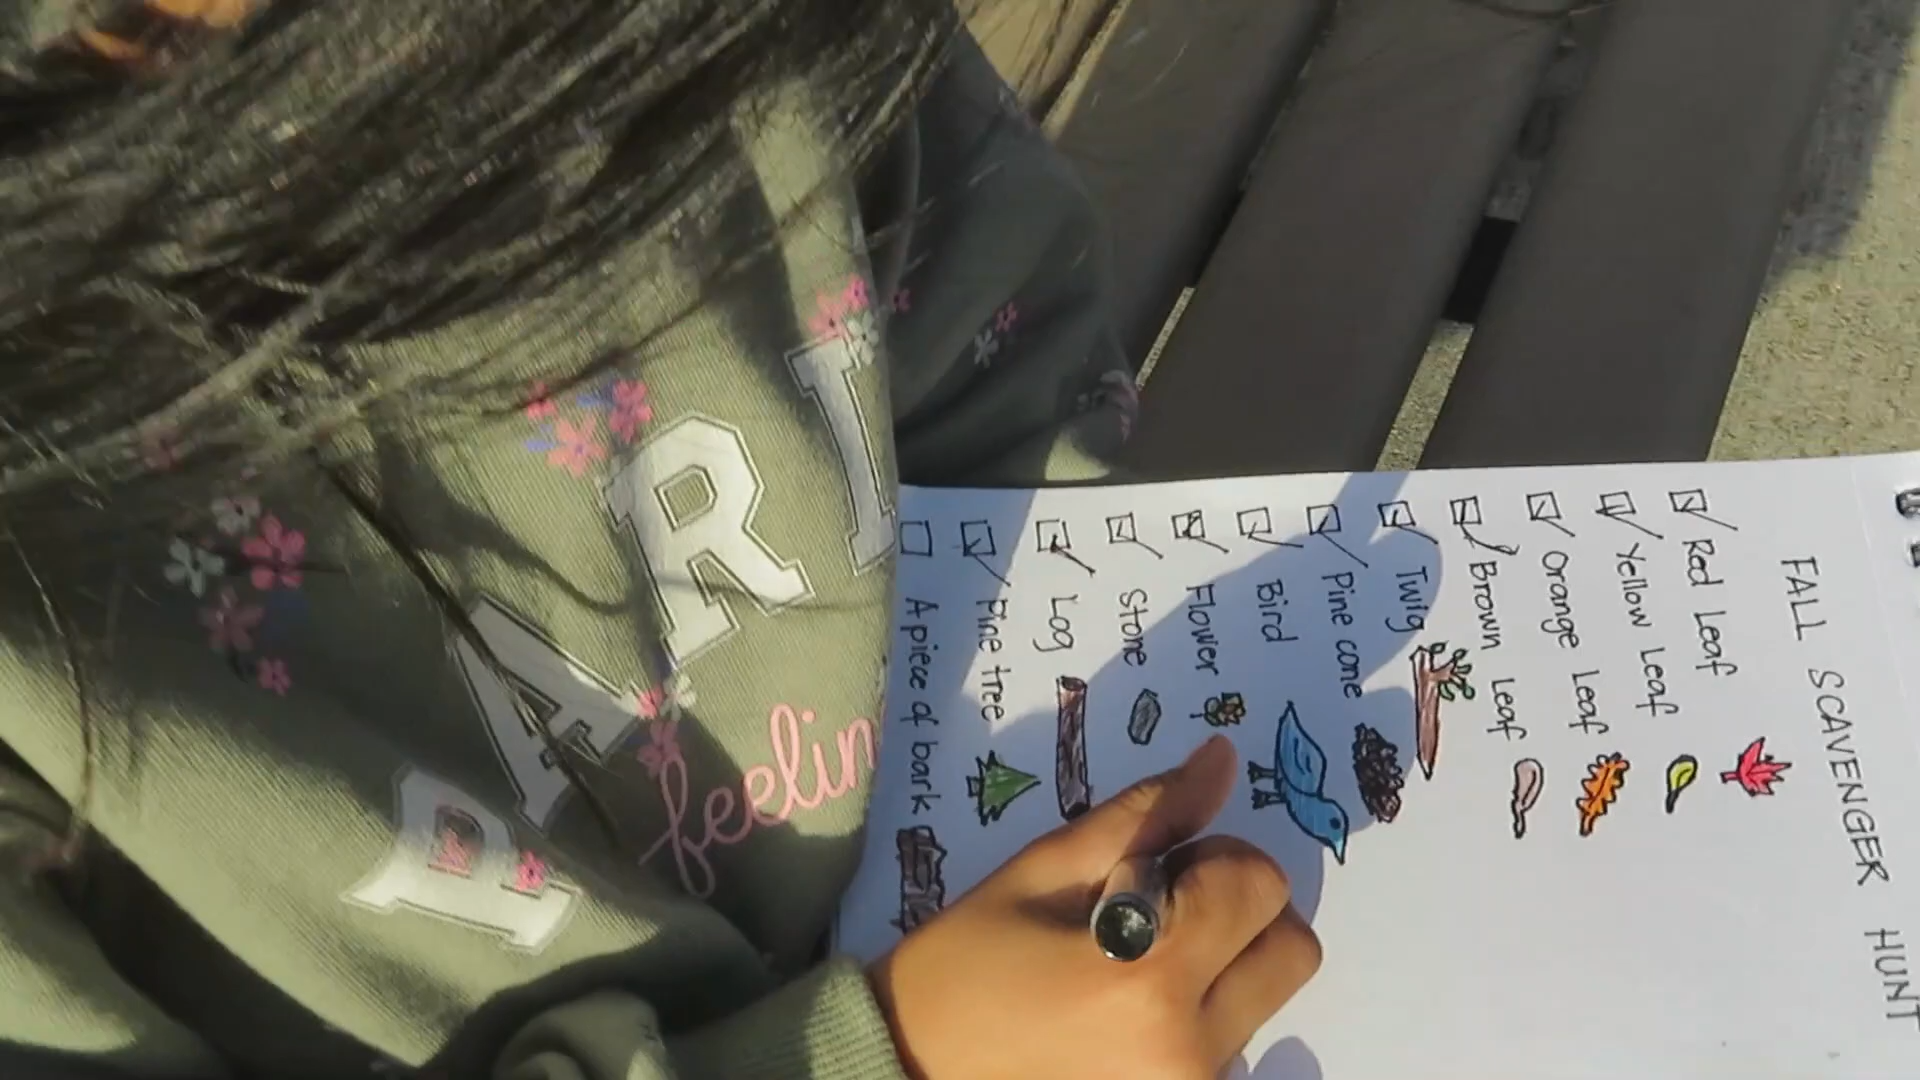 FALL SCAVENGER HUNT
Red Leaf
Yellow Leaf
Orange Leaf
Brown Leaf
Twig
Pine cone
Bird
Flower
Stone
Log
Pine tree
A piece of bark
PARI
feelin